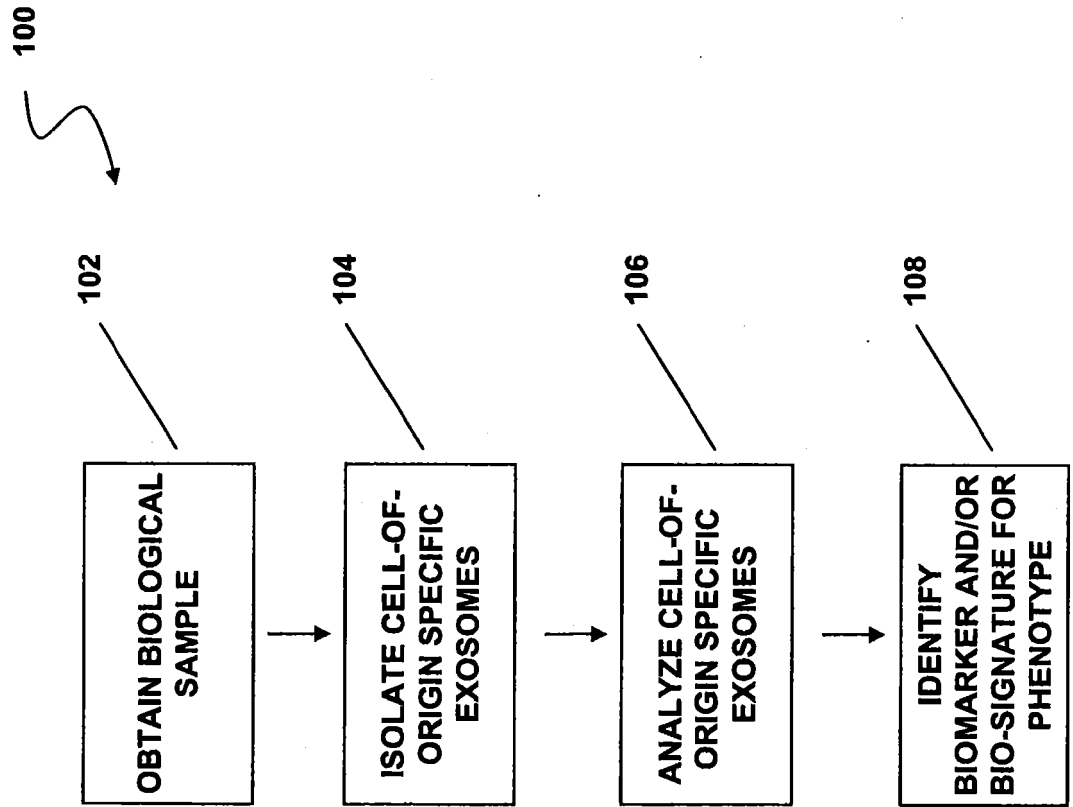 100
102
OBTAIN BIOLOGICAL
SAMPLE
104
ISOLATE CELL-OF-
ORIGIN SPECIFIC
EXOSOMES
106
ANALYZE CELL-OF-
ORIGIN SPECIFIC
EXOSOMES
108
IDENTIFY
BIOMARKER AND/OR
BIO-SIGNATURE FOR
PHENOTYPE